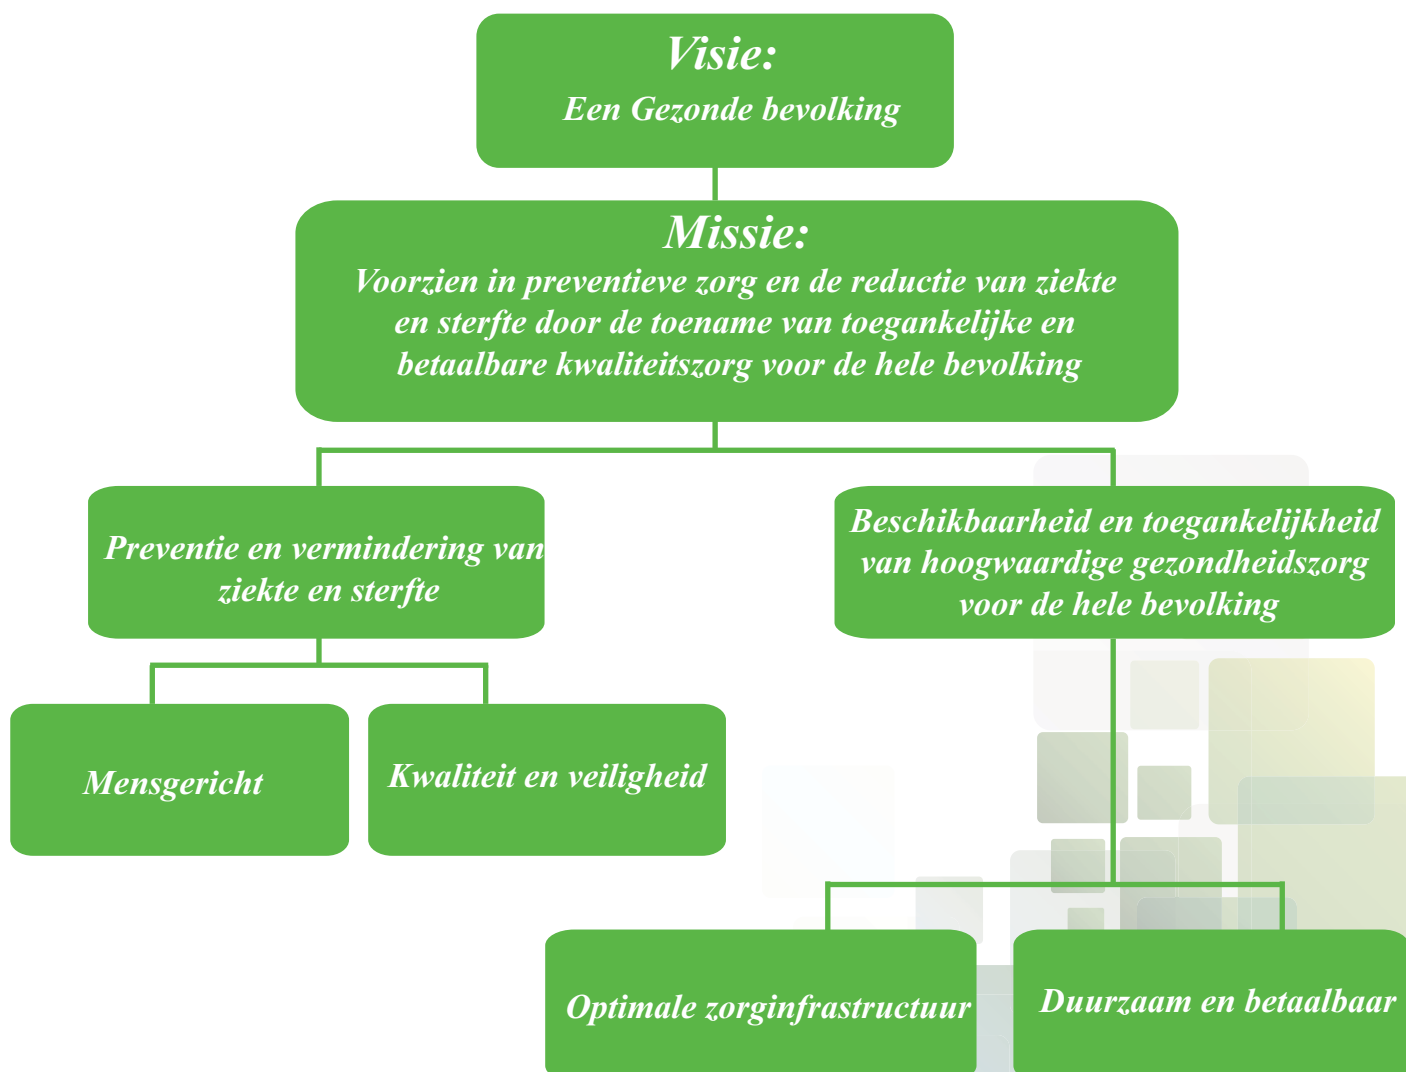 Visie:
Een Gezonde bevolking
Missie:
Voorzien in preventieve zorg en de reductie van ziekte
en sterfte door de toename van toegankelijke en
betaalbare kwaliteitszorg voor de hele bevolking
Preventie en vermindering van
ziekte en sterfte
Beschikbaarheid en toegankelijkheid
van hoogwaardige gezondheidszorg
voor de hele bevolking
Mensgericht
Kwaliteit en veiligheid
Optimale zorginfrastructuur
Duurzaam en betaalbaar